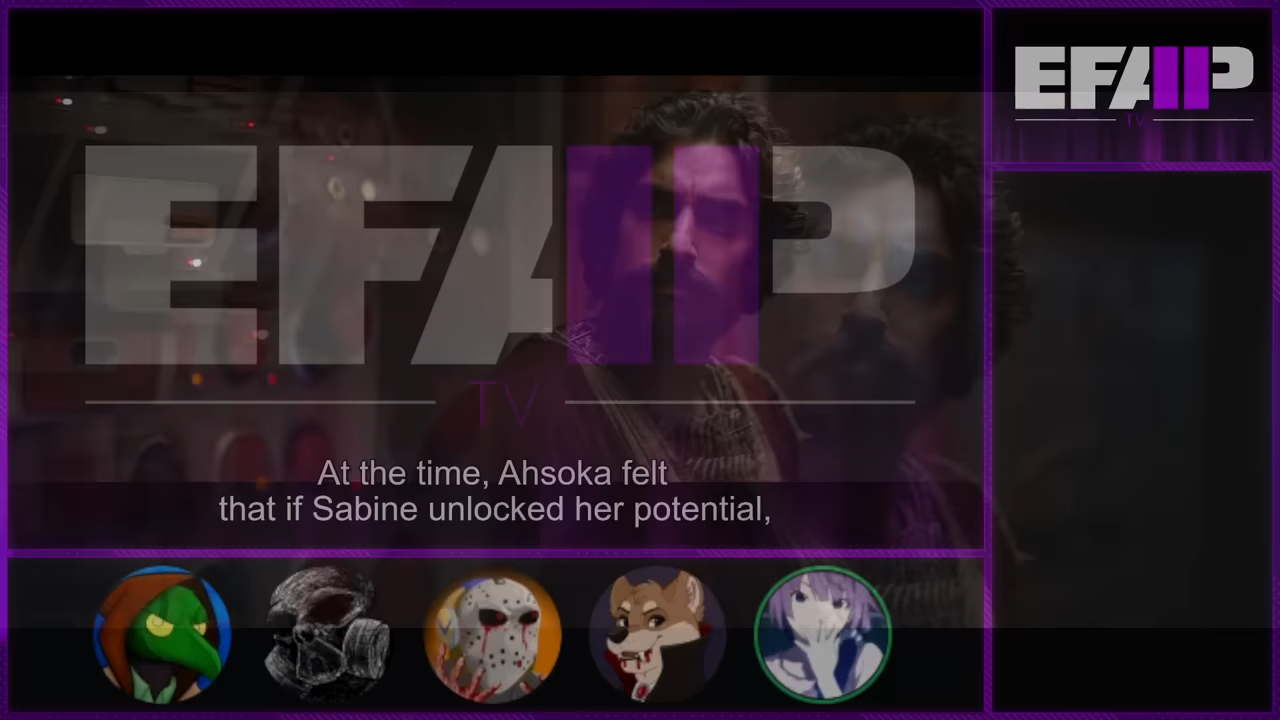 EFAP
TV
EFAP
TV
At the time, Ahsoka felt
that if Sabine unlocked her potential,